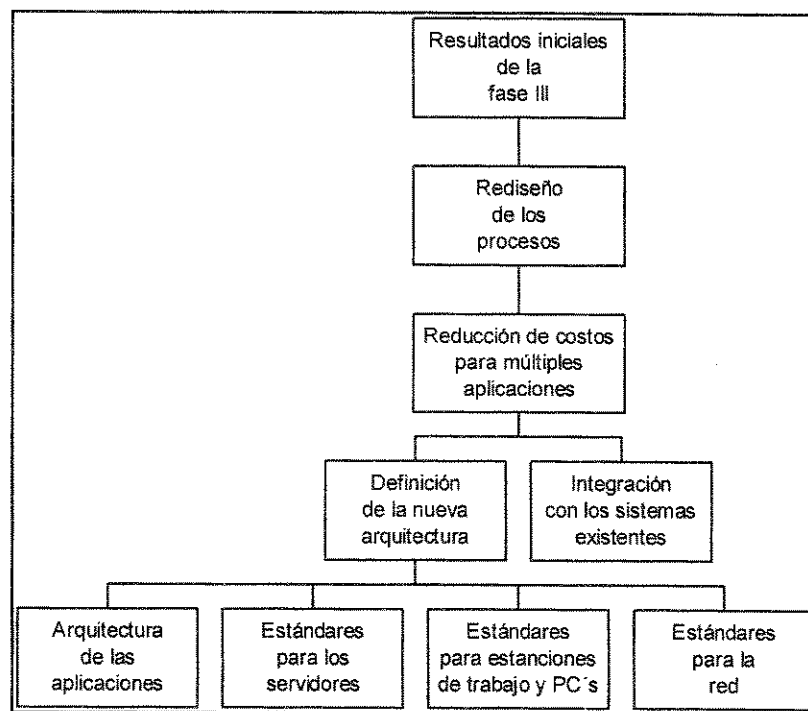 Resultados iniciales
de la
fase III
Rediseño
de los
procesos
Reducción de costos
para múltiples
aplicaciones
Definición
de la nueva
arquitectura
Integración
con los sistemas
existentes
Arquitectura
de las
aplicaciones
Estándares
para los
servidores
Estándares
para estanciones
de trabajo y PC´s
Estándares
para la
red